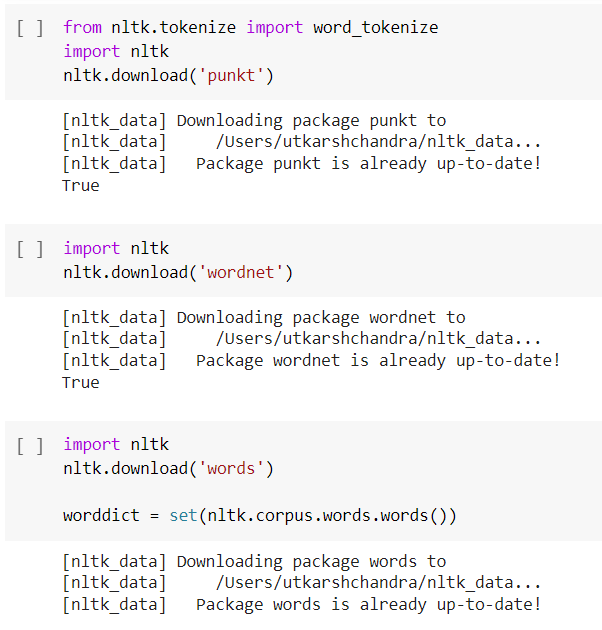 [ ] from nltk.tokenize import word_tokenize
import nltk
nltk.download('punkt')
[nltk_data] Downloading package punkt to
[nltk_data]     /Users/utkarshchandra/nltk_data...
[nltk_data]   Package punkt is already up-to-date!
True
[ ] import nltk
nltk.download('wordnet')
[nltk_data] Downloading package wordnet to
[nltk_data]     /Users/utkarshchandra/nltk_data...
[nltk_data]   Package wordnet is already up-to-date!
True
[ ] import nltk
nltk.download('words')
worddict = set(nltk.corpus.words.words())
[nltk_data] Downloading package words to
[nltk_data]     /Users/utkarshchandra/nltk_data...
[nltk_data]   Package words is already up-to-date!